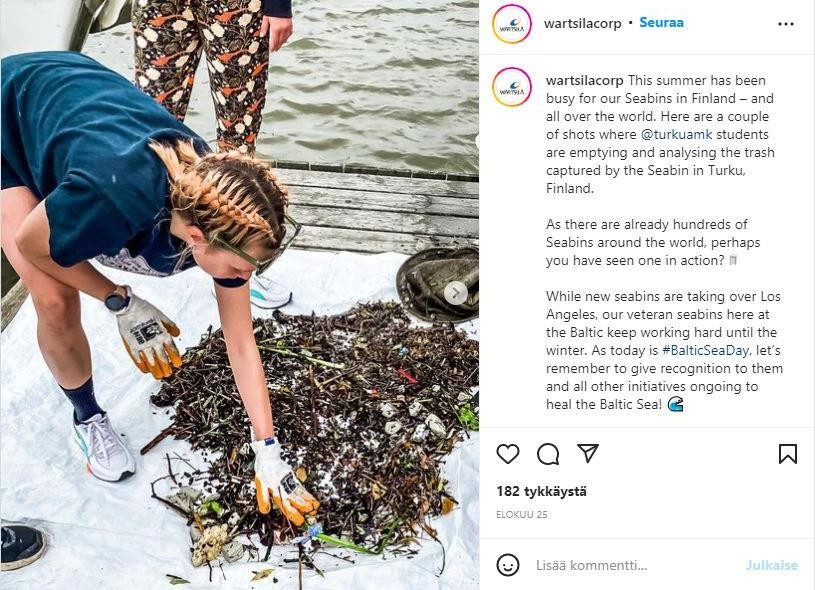 wartsilacorp • Seuraa
WÄRTSILÄ
WÄRTSILÄ
wartsilacorp This summer has been
busy for our Seabins in Finland – and
all over the world. Here are a couple
of shots where @turkuamk students
are emptying and analysing the trash
captured by the Seabin in Turku,
Finland.
As there are already hundreds of
Seabins around the world, perhaps
you have seen one in action? 🗑
While new seabins are taking over Los
Angeles, our veteran seabins here at
the Baltic keep working hard until the
winter. As today is #BalticSeaDay, let's
remember to give recognition to them
and all other initiatives ongoing to
heal the Baltic Sea! 🌊
182 tykkäystä
ELOKUU 25
Lisää kommentti... Julkaise